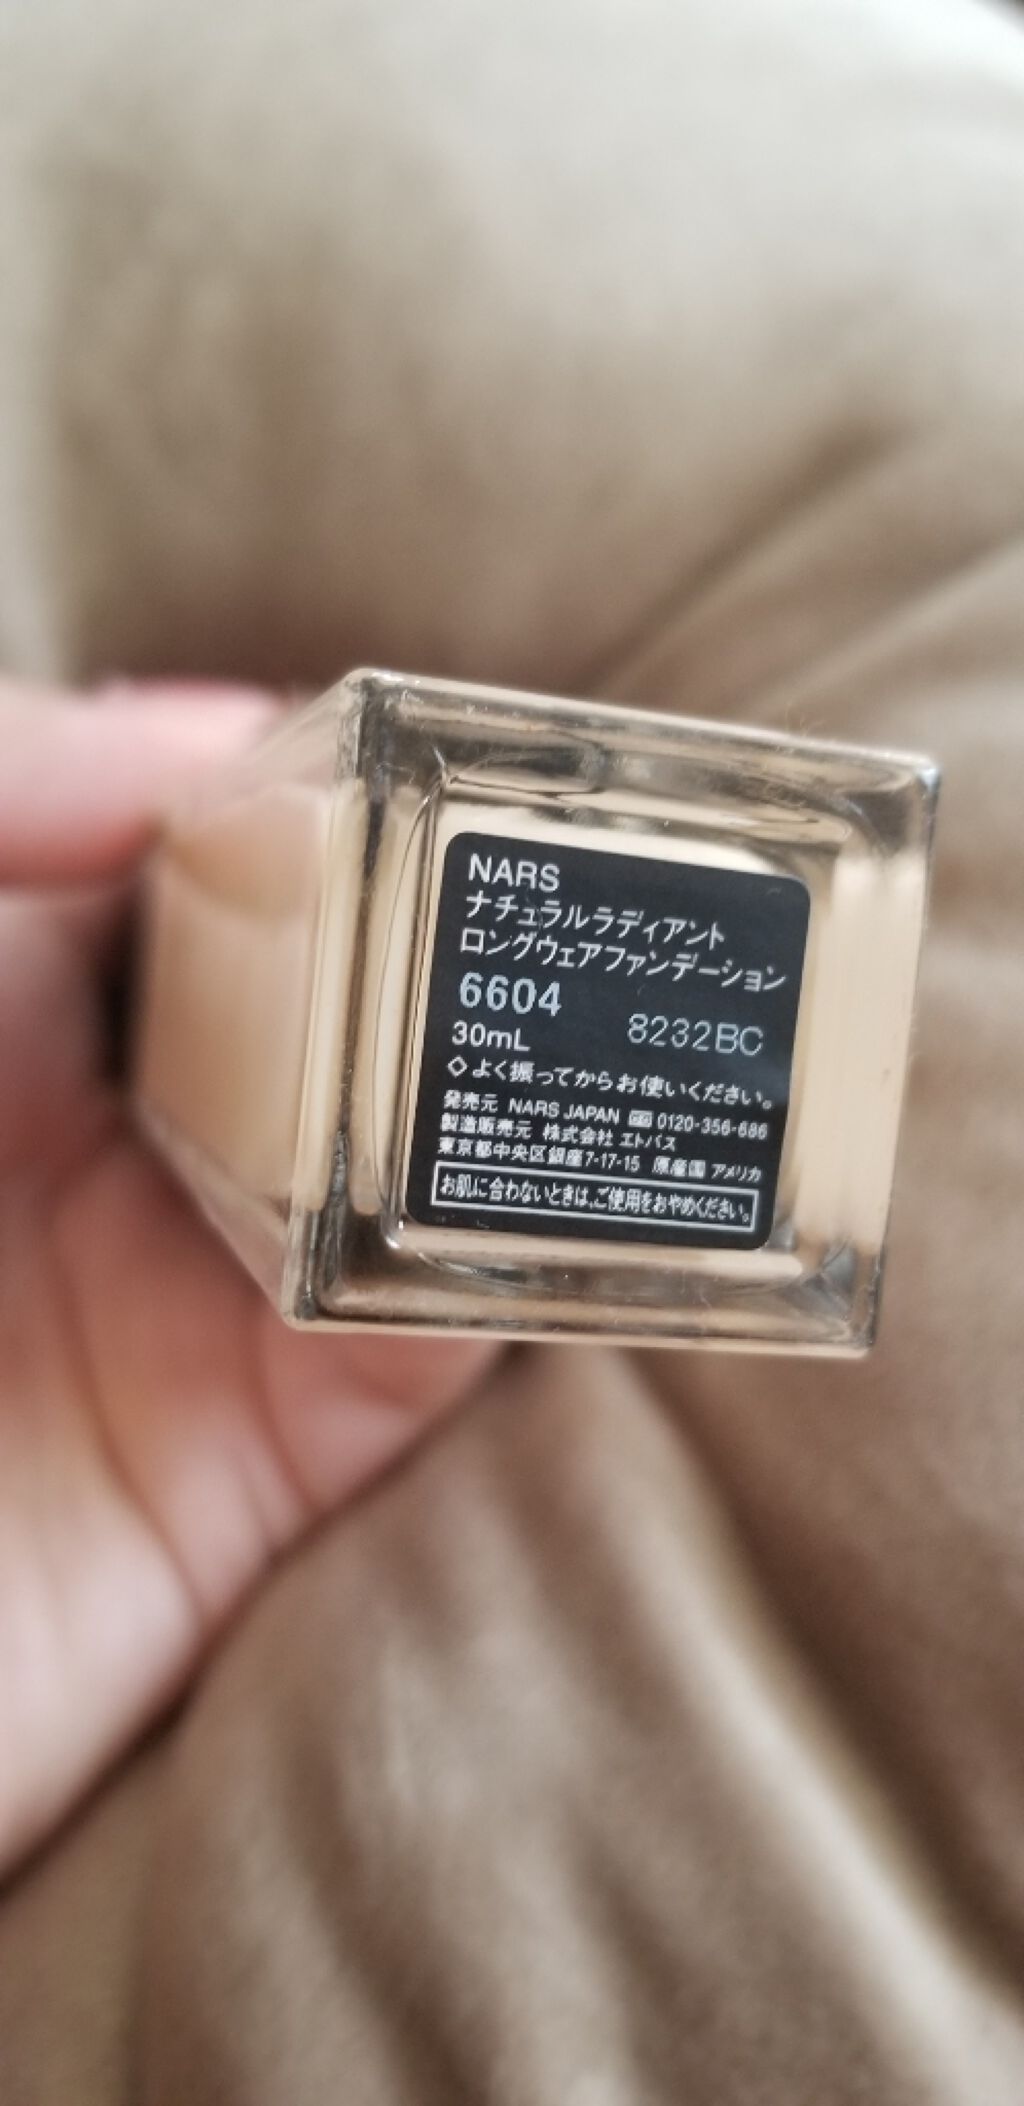 NARS
ナチュラルラディアント
ロングウェアファンデーション
6604
8232BC
30mL
◇よく振ってからお使いください。
発売元 NARS JAPAN 0120-356-686
製造販売元 株式会社 エトバス
東京都中央区銀座7-17-15 原産国 アメリカ
お肌に合わないときは、ご使用をおやめください。